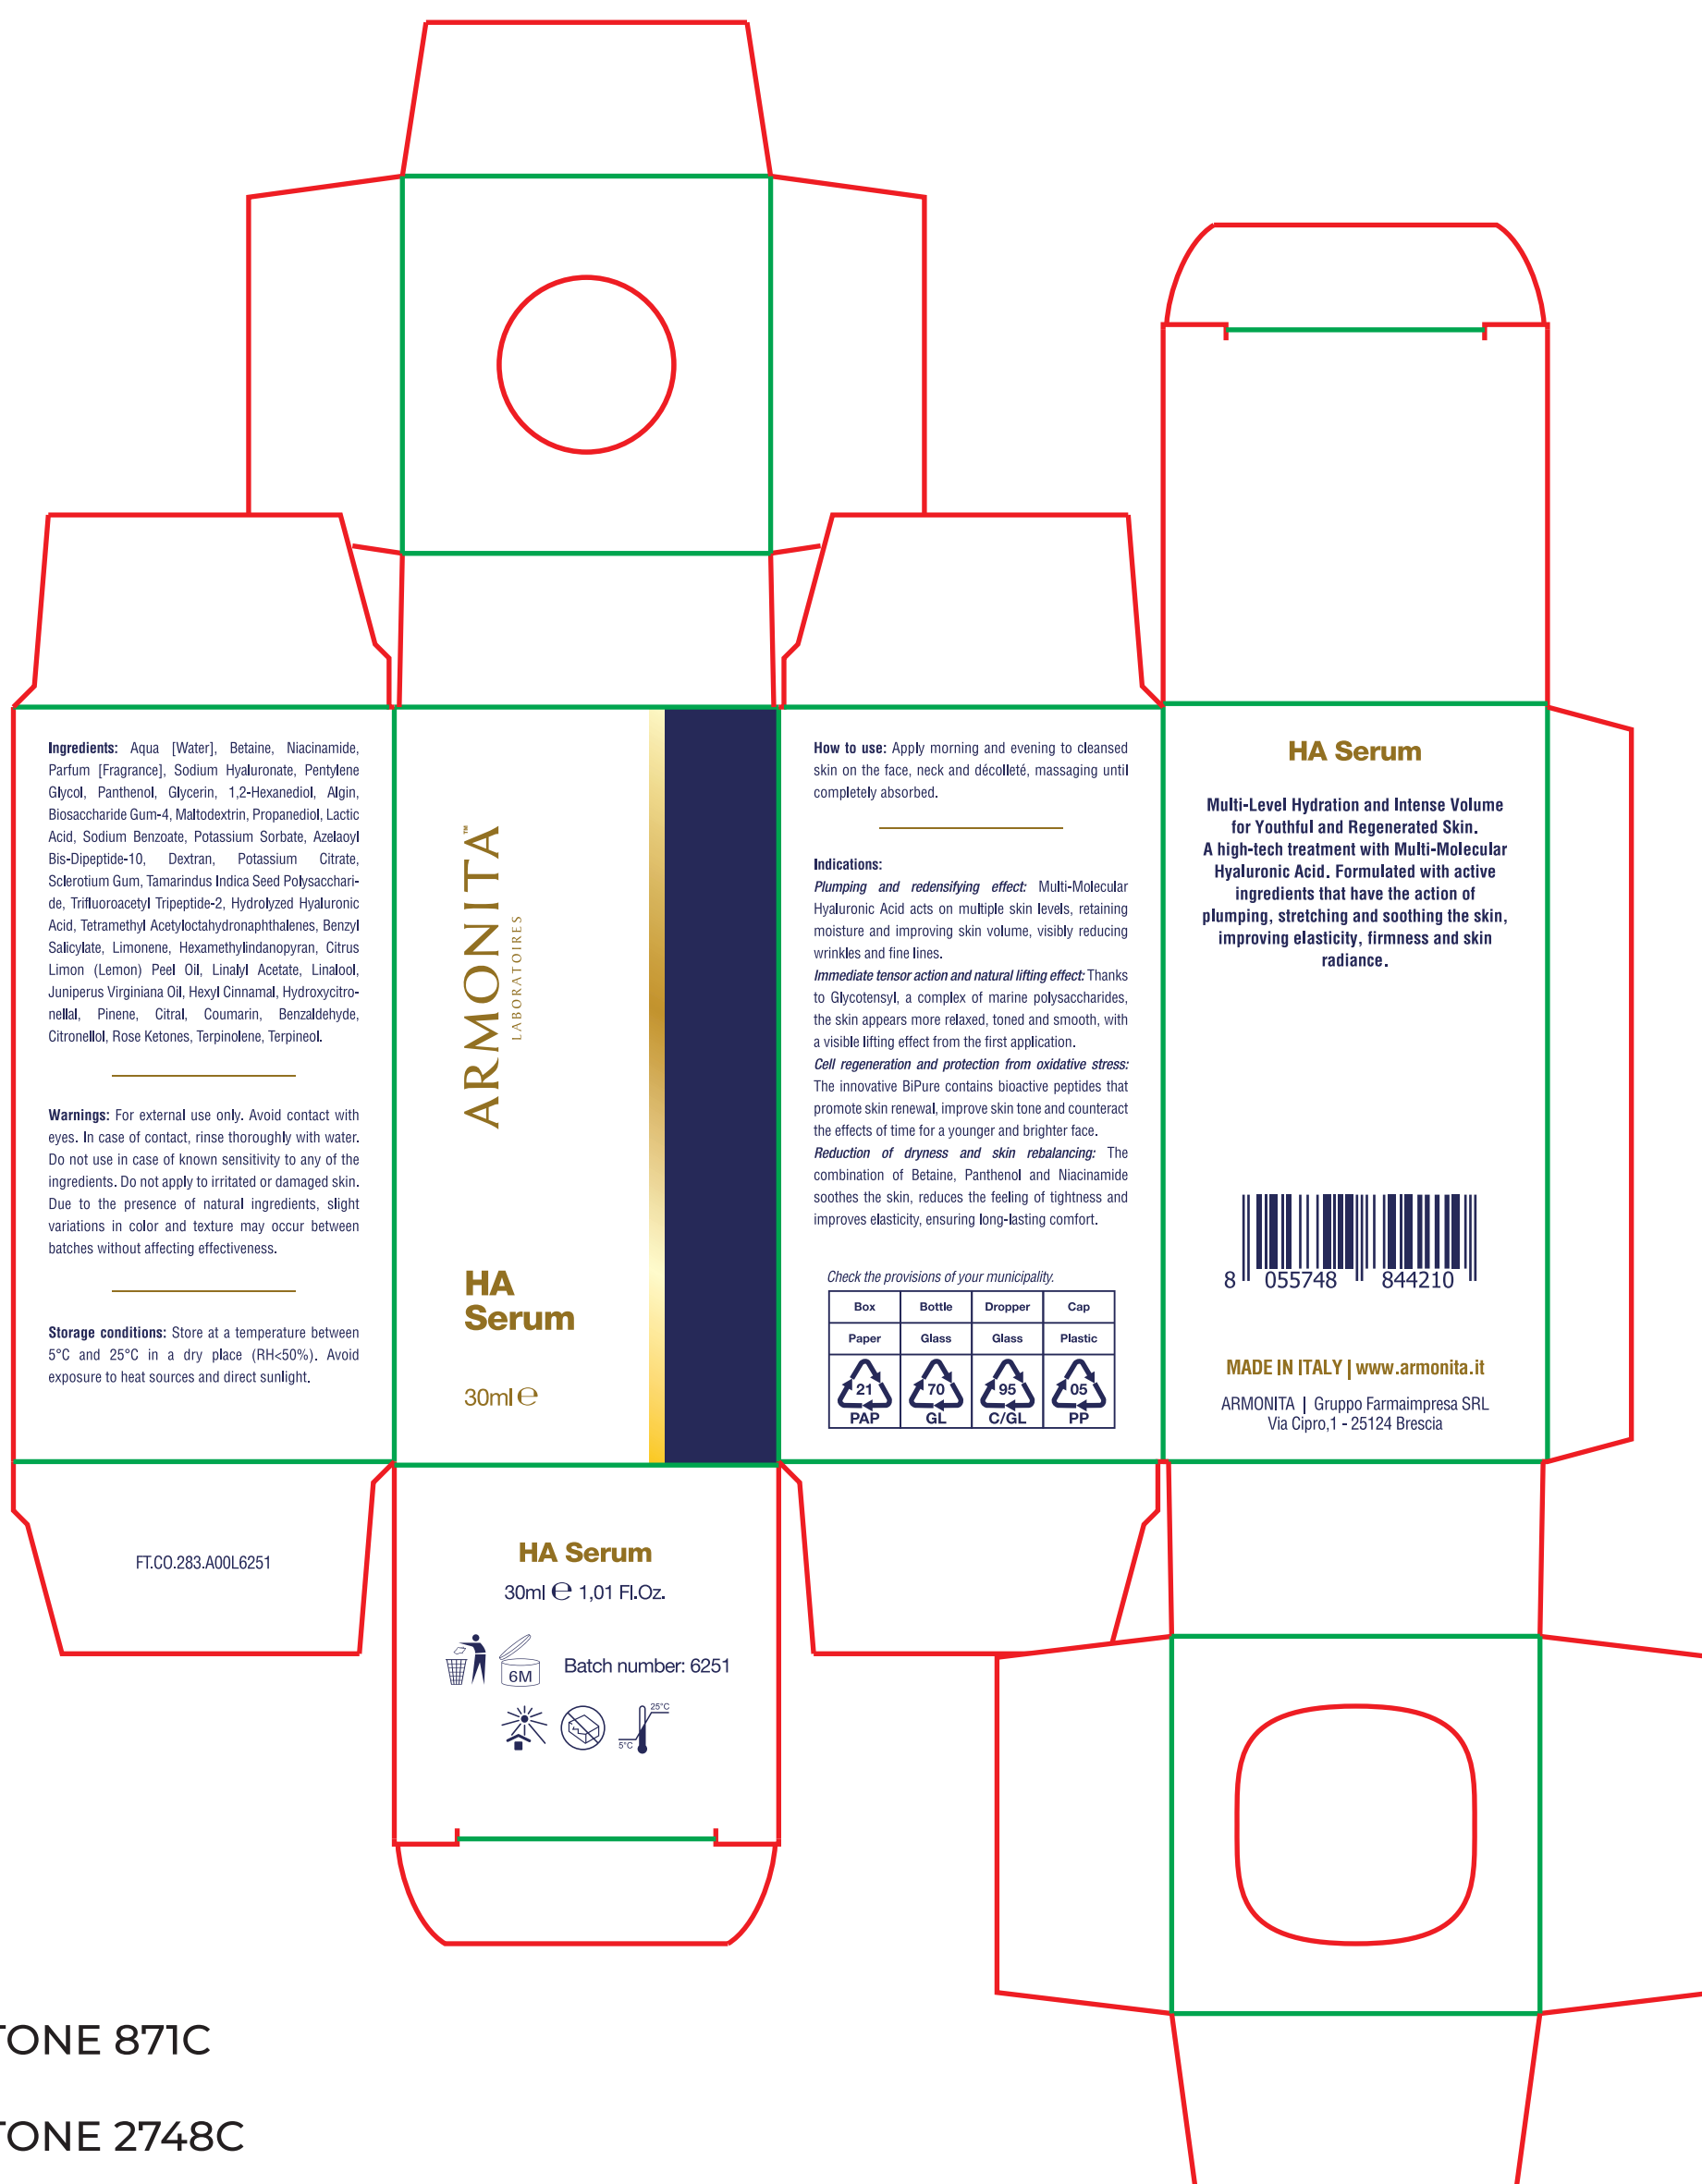 Ingredients: Aqua [Water], Betaine, Niacinamide,
Parfum [Fragrance], Sodium Hyaluronate, Pentylene
Glycol, Panthenol, Glycerin, 1,2-Hexanediol, Algin,
Biosaccharide Gum-4, Maltodextrin, Propanediol, Lactic
Acid, Sodium Benzoate, Potassium Sorbate, Azelaoyl
Bis-Dipeptide-10, Dextran, Potassium Citrate,
Sclerotium Gum, Tamarindus Indica Seed Polysacchari-
de, Trifluoroacetyl Tripeptide-2, Hydrolyzed Hyaluronic
Acid, Tetramethyl Acetyloctahydronaphthalenes, Benzyl
Salicylate, Limonene, Hexamethylindanopyran, Citrus
Limon (Lemon) Peel Oil, Linalyl Acetate, Linalool,
Juniperus Virginiana Oil, Hexyl Cinnamal, Hydroxycitro-
nellal, Pinene, Citral, Coumarin, Benzaldehyde,
Citronellol, Rose Ketones, Terpinolene, Terpineol.
Warnings: For external use only. Avoid contact with
eyes. In case of contact, rinse thoroughly with water.
Do not use in case of known sensitivity to any of the
ingredients. Do not apply to irritated or damaged skin.
Due to the presence of natural ingredients, slight
variations in color and texture may occur between
batches without affecting effectiveness.
Storage conditions: Store at a temperature between
5°C and 25°C in a dry place (RH<50%). Avoid
exposure to heat sources and direct sunlight.
FT.CO.283.A00L6251
ARMONITA™
LABORATOIRES
HA
Serum
30ml ℮
HA Serum
30ml ℮ 1,01 Fl.Oz.
6M
Batch number: 6251
25°C
5°C
How to use: Apply morning and evening to cleansed
skin on the face, neck and décolleté, massaging until
completely absorbed.
Indications:
Plumping and redensifying effect: Multi-Molecular
Hyaluronic Acid acts on multiple skin levels, retaining
moisture and improving skin volume, visibly reducing
wrinkles and fine lines.
Immediate tensor action and natural lifting effect: Thanks
to Glycotensyl, a complex of marine polysaccharides,
the skin appears more relaxed, toned and smooth, with
a visible lifting effect from the first application.
Cell regeneration and protection from oxidative stress:
The innovative BiPure contains bioactive peptides that
promote skin renewal, improve skin tone and counteract
the effects of time for a younger and brighter face.
Reduction of dryness and skin rebalancing: The
combination of Betaine, Panthenol and Niacinamide
soothes the skin, reduces the feeling of tightness and
improves elasticity, ensuring long-lasting comfort.
Check the provisions of your municipality.
Box Bottle Dropper Cap
Paper Glass Glass Plastic
21 70 95 05
PAP GL C/GL PP
HA Serum
Multi-Level Hydration and Intense Volume
for Youthful and Regenerated Skin.
A high-tech treatment with Multi-Molecular
Hyaluronic Acid. Formulated with active
ingredients that have the action of
plumping, stretching and soothing the skin,
improving elasticity, firmness and skin
radiance.
8 055748 844210
MADE IN ITALY | www.armonita.it
ARMONITA | Gruppo Farmaimpresa SRL
Via Cipro,1 - 25124 Brescia
TONE 871C
TONE 2748C